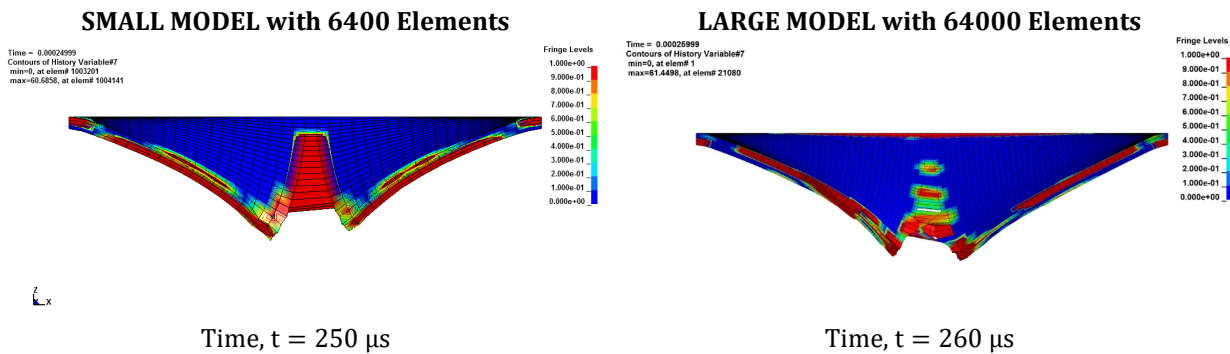 SMALL MODEL with 6400 Elements
Time = 0.00024999
Contours of History Variable#7
min=0, at elem# 1003201
max=60.6858, at elem# 1004141
Fringe Levels
1.000e+00
9.000e-01
8.000e-01
7.000e-01
6.000e-01
5.000e-01
4.000e-01
3.000e-01
2.000e-01
1.000e-01
0.000e+00
Z
X
Time, t = 250 μs
LARGE MODEL with 64000 Elements
Time = 0.00025999
Contours of History Variable#7
min=0, at elem# 1
max=61.4498, at elem# 21080
Fringe Levels
1.000e+00
9.000e-01
8.000e-01
7.000e-01
6.000e-01
5.000e-01
4.000e-01
3.000e-01
2.000e-01
1.000e-01
0.000e+00
Time, t = 260 μs